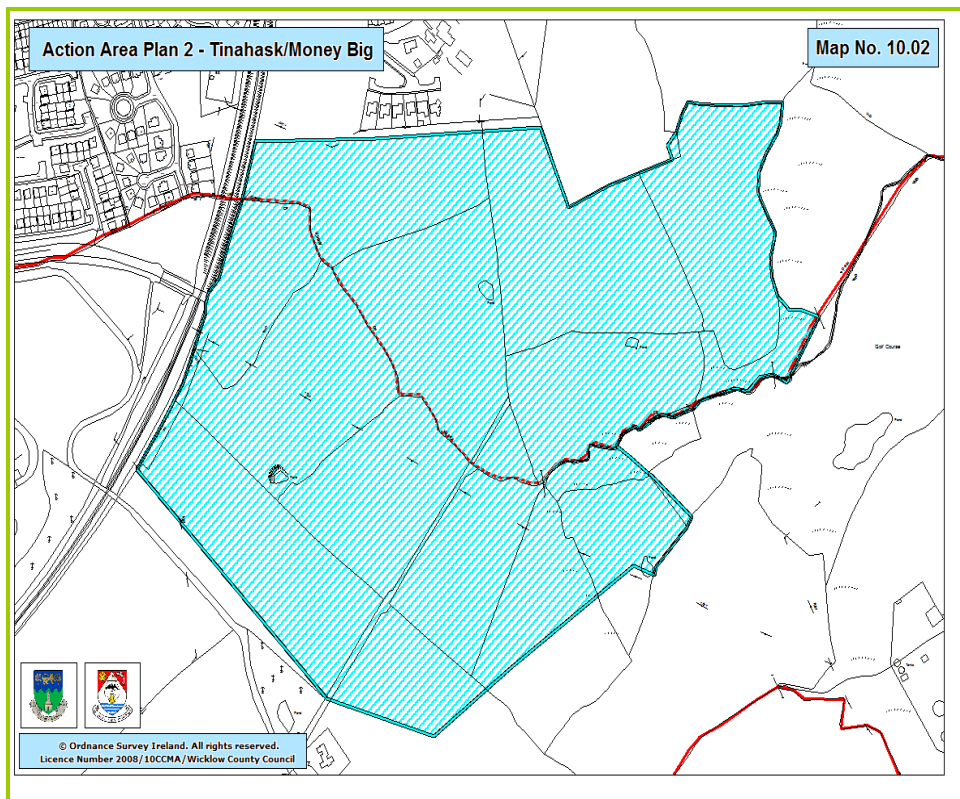 Action Area Plan 2 - Tinahask/Money Big
Map No. 10.02
Golf Course
© Ordnance Survey Ireland. All rights reserved.
Licence Number 2008/10CCMA/Wicklow County Council